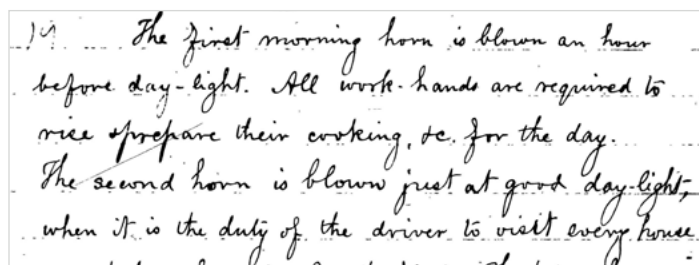 The first morning horn is blown an hour
before day-light. All work-hands are required to
rise & prepare their cooking, &c. for the day.
The second horn is blown just at good day-light,
when it is the duty of the driver to visit every house